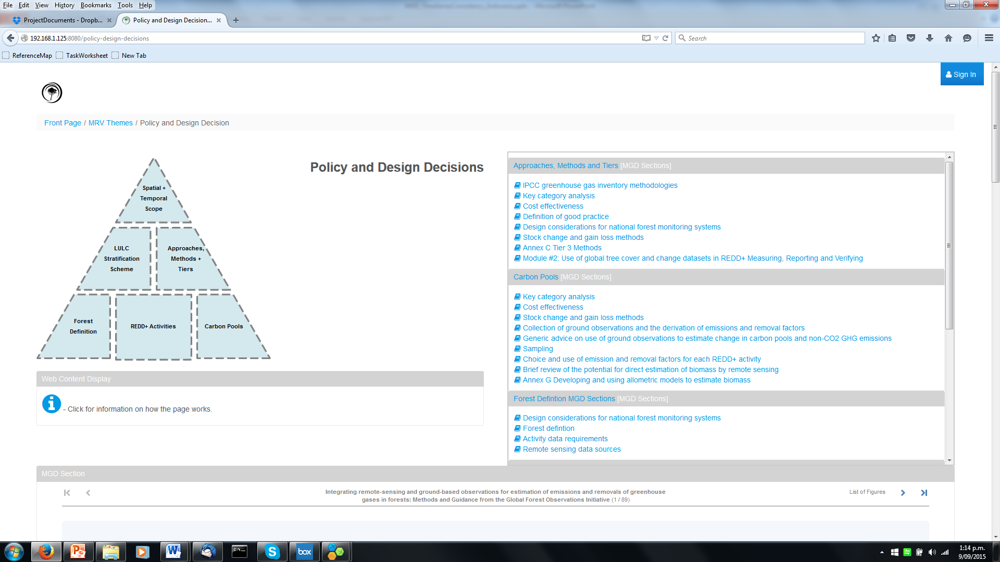 File Edit View History Bookmarks Tools Help
ProjectDocuments - Dropb...
Policy and Design Decision...
192.168.1.125:8080/policy-design-decisions
Search
ReferenceMap TaskWorksheet New Tab
Sign In
Front Page / MRV Themes / Policy and Design Decision
Policy and Design Decisions
Spatial +
Temporal
Scope
LULC
Stratification
Scheme
Approaches,
Methods +
Tiers
Forest
Definition
REDD+ Activities
Carbon Pools
Web Content Display
- Click for information on how the page works.
Approaches, Methods and Tiers [MGD Sections]
IPCC greenhouse gas inventory methodologies
Key category analysis
Cost effectiveness
Definition of good practice
Design considerations for national forest monitoring systems
Stock change and gain loss methods
Annex C Tier 3 Methods
Module #2: Use of global tree cover and change datasets in REDD+ Measuring, Reporting and Verifying
Carbon Pools [MGD Sections]
Key category analysis
Cost effectiveness
Stock change and gain loss methods
Collection of ground observations and the derivation of emissions and removal factors
Generic advice on use of ground observations to estimate change in carbon pools and non-CO2 GHG emissions
Sampling
Choice and use of emission and removal factors for each REDD+ activity
Brief review of the potential for direct estimation of biomass by remote sensing
Annex G Developing and using allometric models to estimate biomass
Forest Defintion MGD Sections [MGD Sections]
Design considerations for national forest monitoring systems
Forest defintion
Activity data requirements
Remote sensing data sources
MGD Section
Integrating remote-sensing and ground-based observations for estimation of emissions and removals of greenhouse
gases in forests: Methods and Guidance from the Global Forest Observations Initiative (1 / 89)
List of Figures
box
1:14 p.m.
9/09/2015